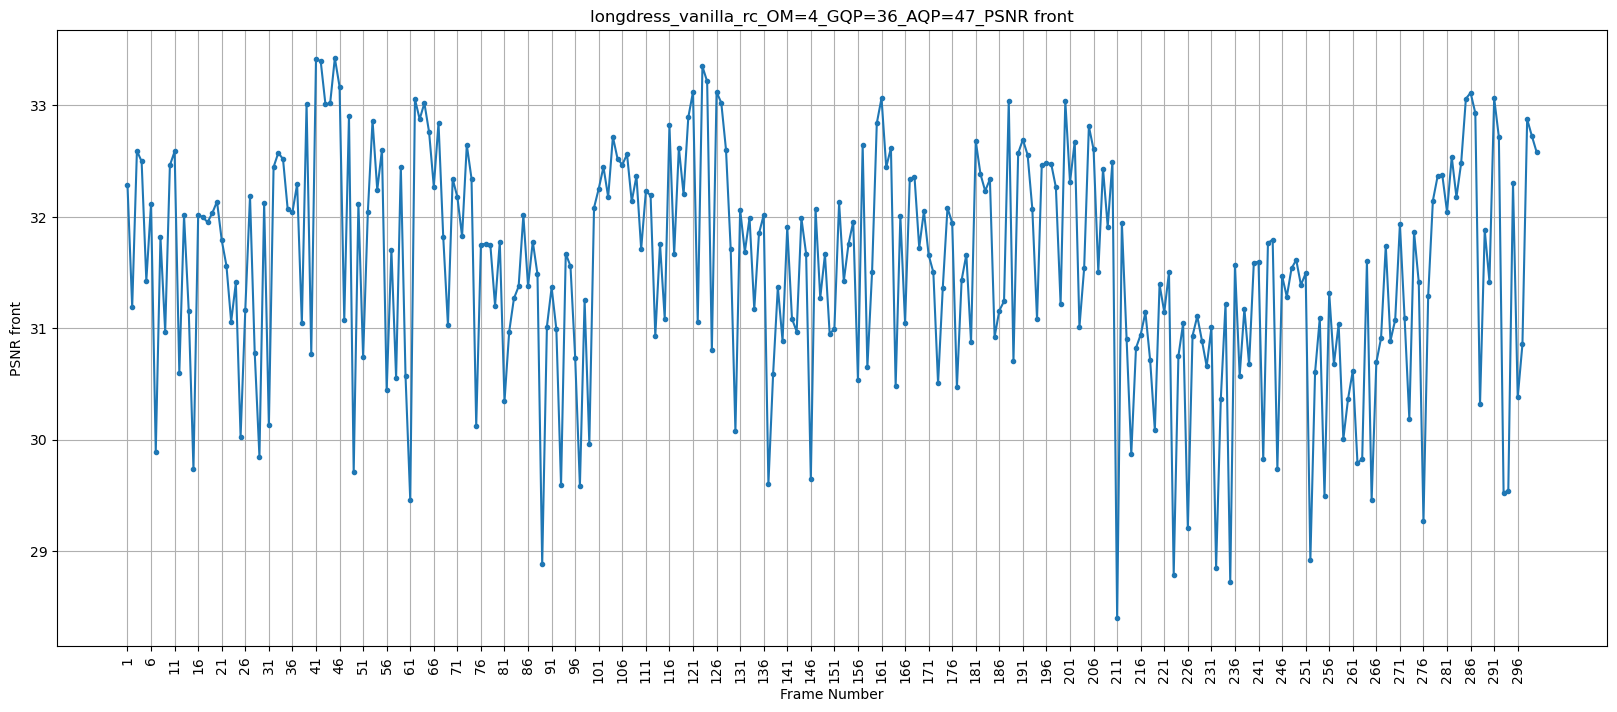 longdress_vanilla_rc_OM=4_GQP=36_AQP=47_PSNR front
PSNR front
33
32
31
30
29
1 6 11 16 21 26 31 36 41 46 51 56 61 66 71 76 81 86 91 96 101 106 111 116 121 126 131 136 141 146 151 156 161 166 171 176 181 186 191 196 201 206 211 216 221 226 231 236 241 246 251 256 261 266 271 276 281 286 291 296
Frame Number